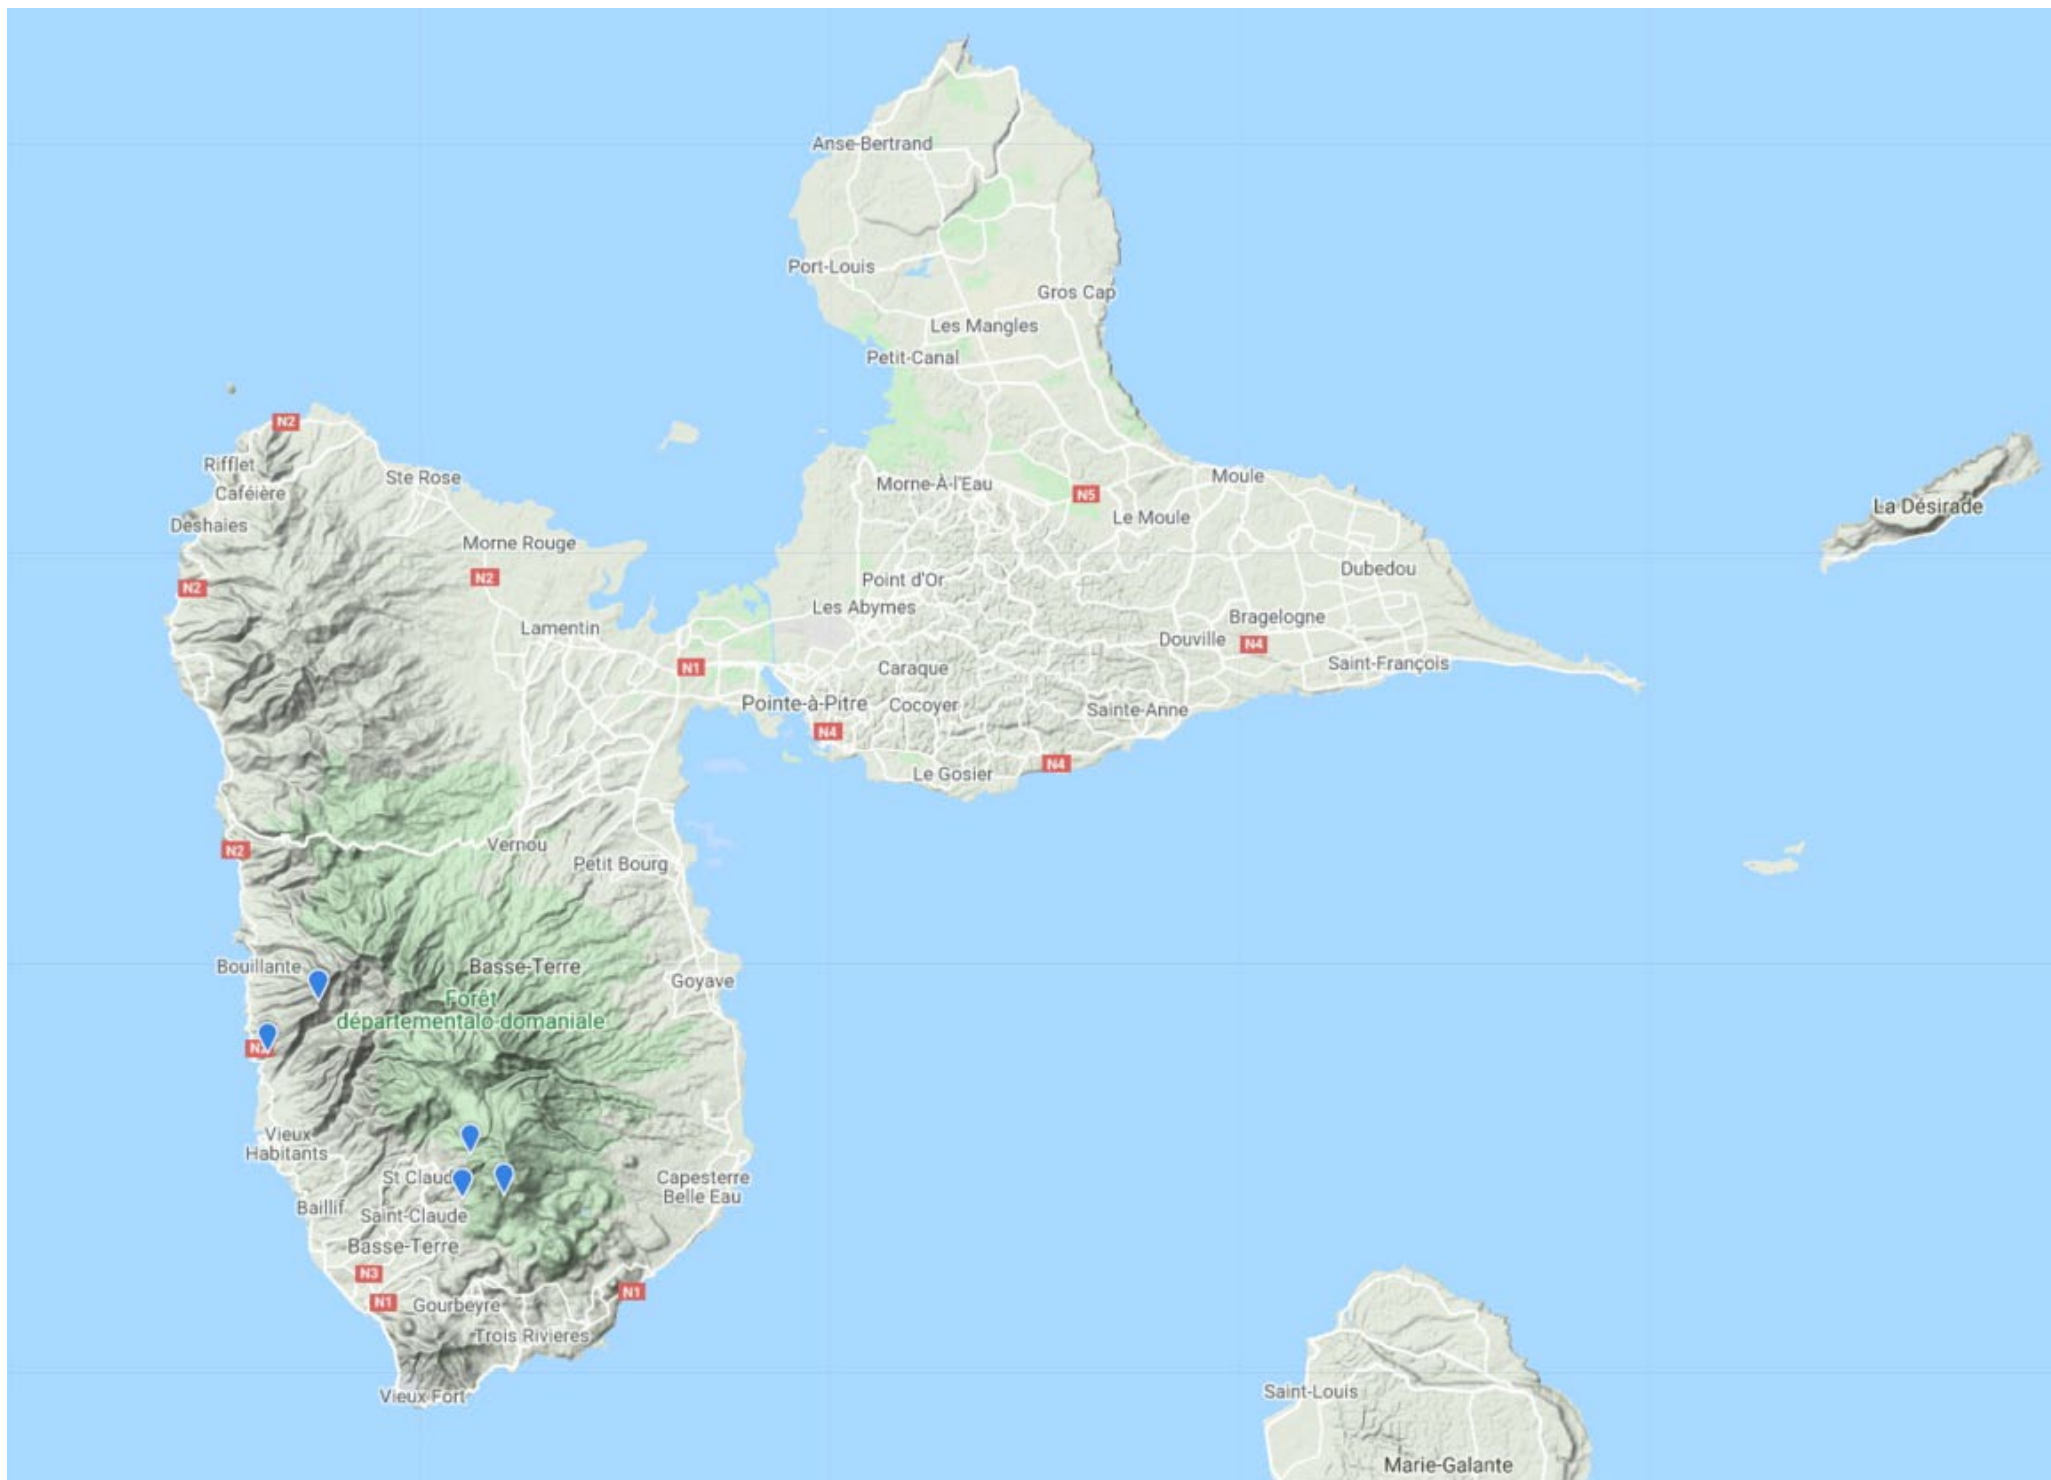 Anse-Bertrand
Port-Louis
Gros Cap
Les Mangles
Petit-Canal
N2
Rifflet
Ste Rose
Caféière
Deshaies
Morne-À-l'Eau
N5
Moule
La Désirade
Le Moule
Morne Rouge
N2
N2
Point d'Or
Dubedou
Les Abymes
Bragelogne
Lamentin
Douville
N4
N1
Caraque
Saint-François
Pointe-à-Pitre
Cocoyer
Sainte-Anne
N4
N4
Le Gosier
N2
Vernou
Petit Bourg
Bouillante
Basse-Terre
Goyave
Forêt
départementalo-domaniale
Vieux
Habitants
St Claud
Capesterre
Belle Eau
Baillif
Saint-Claude
Basse-Terre
N3
N1
N1
Gourbeyre
Trois Rivieres
Vieux Fort
Saint-Louis
Marie-Galante